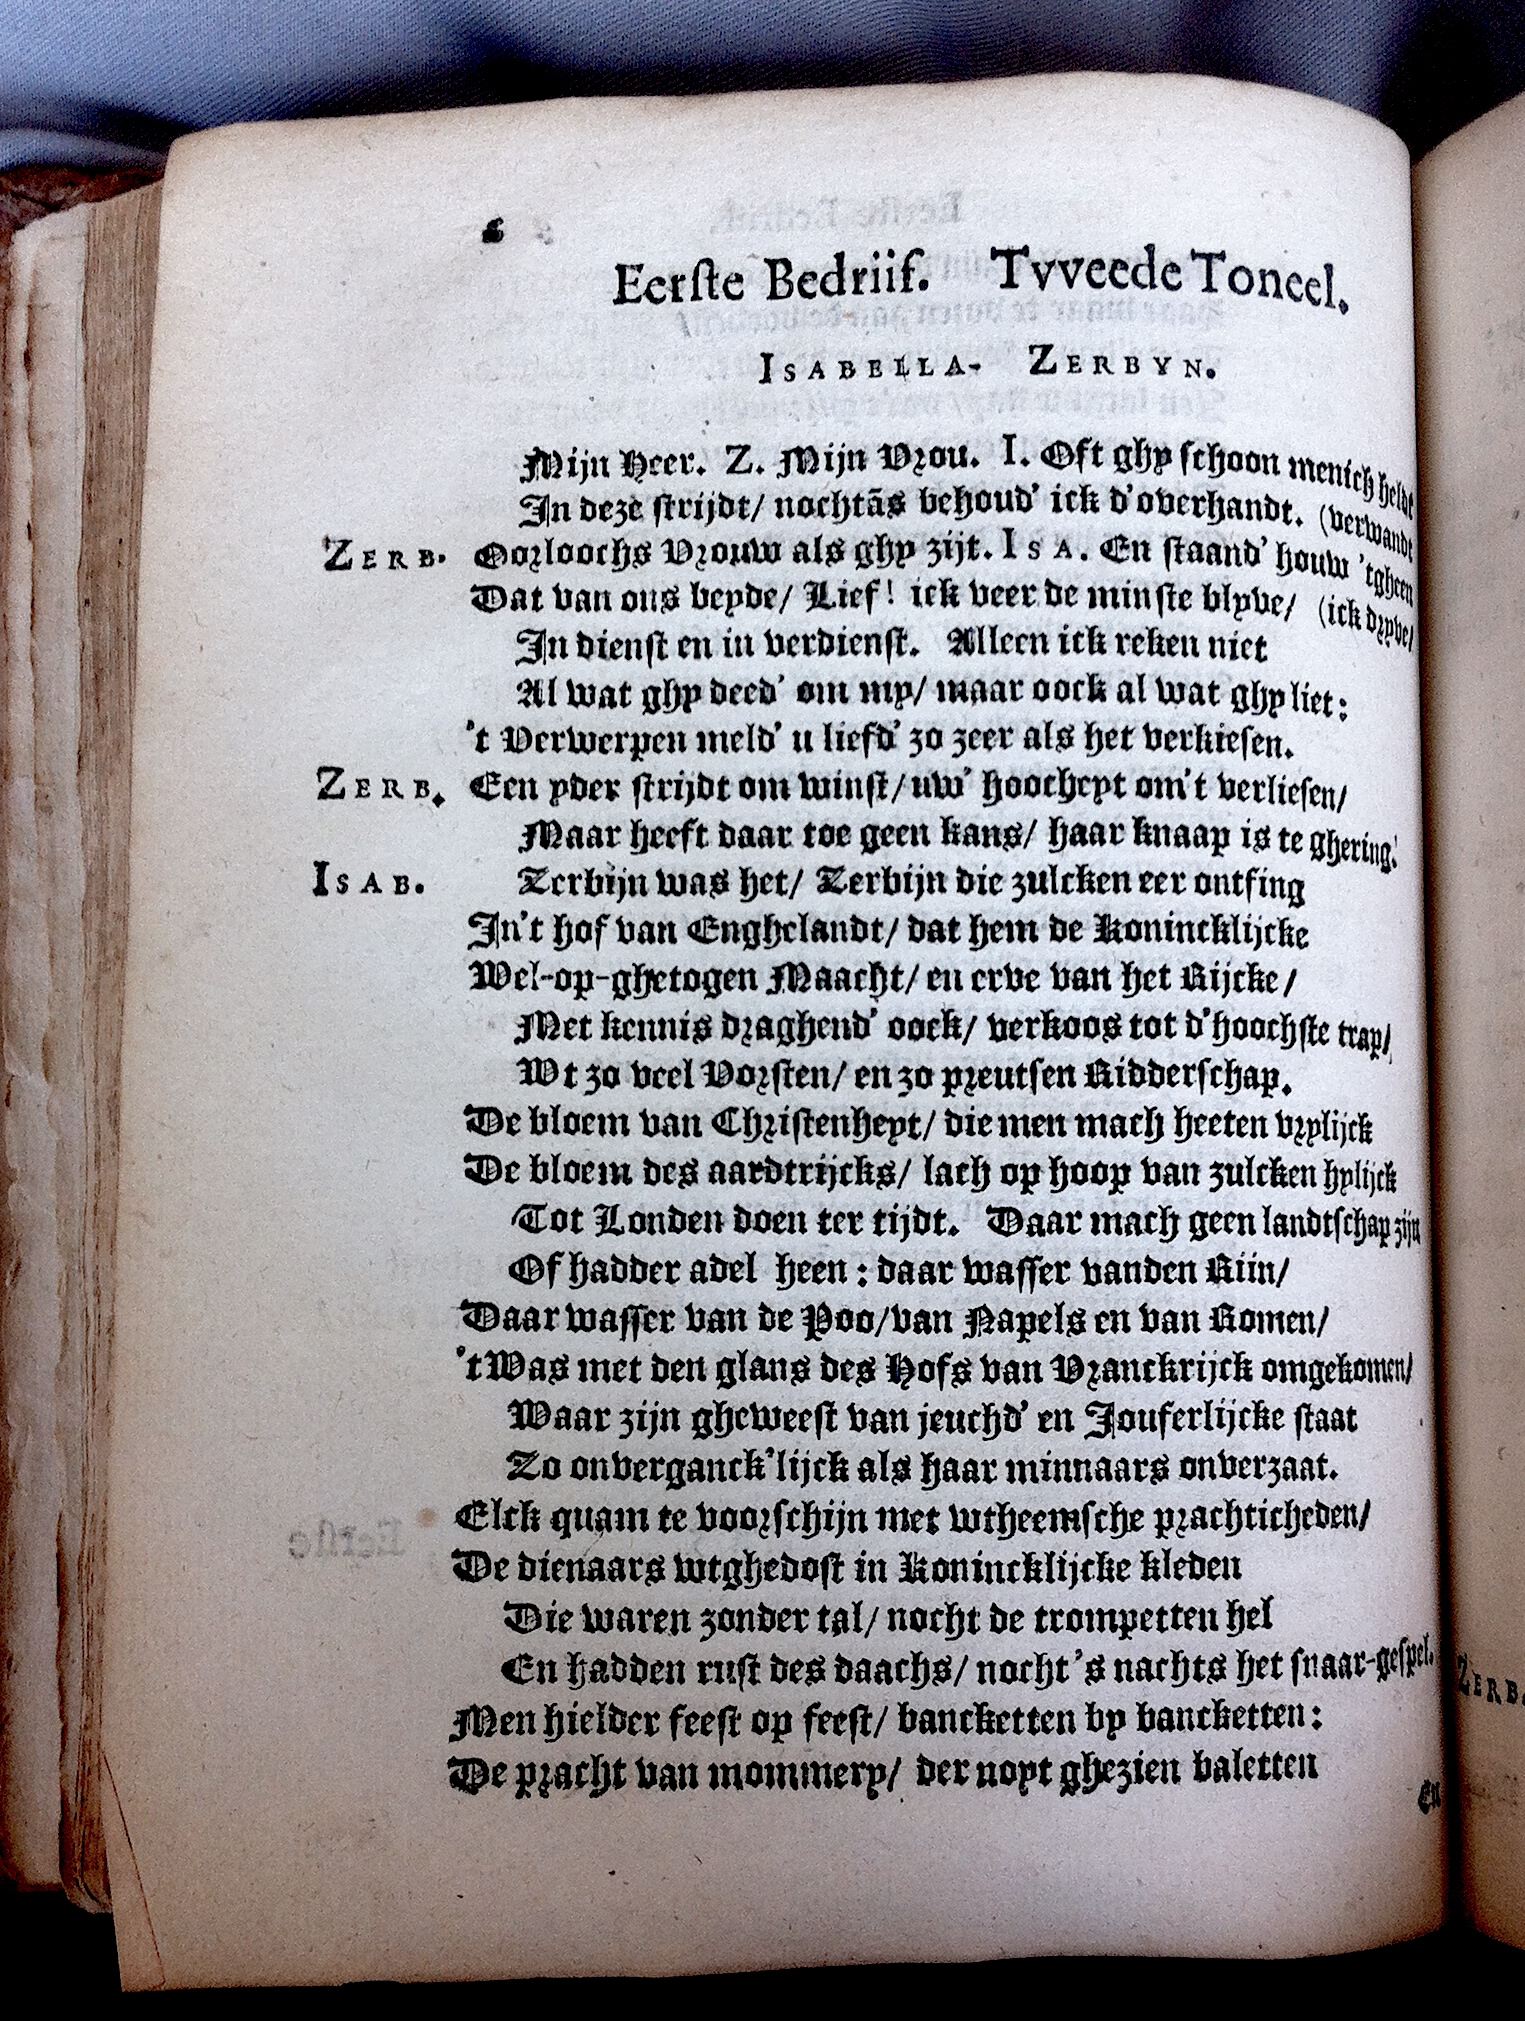 6
Eerste Bedriif. Tvveede Toneel.
ISABELLA- ZERBYN.
Mijn Heer. Z. Mijn Vrou. I. Oft ghy schoon menich heldt
In deze strijdt/ nochtãs behoud' ick d'overhandt. (verwandt
ZERB. Oorloochs Vrouw als ghy zijt. ISA. En staand' houw 'tgheen
Dat van ons beyde/ Lief! ick veer de minste blyve/ (ick dryve/
In dienst en in verdienst. Alleen ick reken niet
Al wat ghy deed' om my/ maar oock al wat ghy liet:
't Verwerpen meld' u liefd' zo zeer als het verkiesen.
ZERB. Een yder strijdt om winst/ uw' hoocheyt om't verliesen/
Maar heeft daar toe geen kans/ haar knaap is te ghering.
ISAB. Zerbijn was het/ Zerbijn die zulcken eer ontfing
In't hof van Enghelandt/ dat hem de Konincklijcke
Wel-op-ghetogen Maacht/ en erve van het Rijcke/
Met kennis draghend' oock/ verkoos tot d'hoochste trap/
Wt zo veel Vorsten/ en zo preutsen Ridderschap.
De bloem van Christenheyt/ die men mach heeten vrylijck
De bloem des aardtrijcks/ lach op hoop van zulcken hylijck
Tot Londen doen ter tijdt. Daar mach geen landtschap zijn
Of hadder adel heen: daar wasser vanden Riin/
Daar wasser van de Poo/ van Napels en van Romen/
't Was met den glans des Hofs van Vranckrijck omgekomen/
Waar zijn gheweest van jeuchd' en Jouferlijcke staat
Zo onverganck'lijck als haar minnaars onverzaat.
Elck quam te voorschijn met wtheemsche prachticheden/
De dienaars wtghedost in Konincklijcke kleden
Die waren zonder tal/ nocht de trompetten hel
En hadden rust des daachs/ nocht 's nachts het snaar-gespel.
Men hielder feest op feest/ bancketten by bancketten:
De pracht van mommery/ der noyt ghezien baletten
En
ZERB.